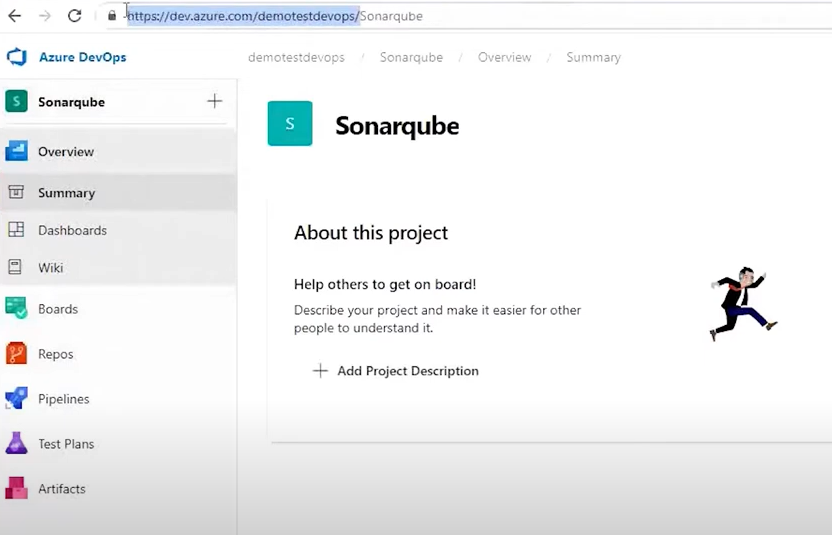 https://dev.azure.com/demotestdevops/Sonarqube
Azure DevOps
demotestdevops / Sonarqube / Overview / Summary
S Sonarqube +
Overview
Summary
Dashboards
Wiki
Boards
Repos
Pipelines
Test Plans
Artifacts
S Sonarqube
About this project
Help others to get on board!
Describe your project and make it easier for other
people to understand it.
+ Add Project Description